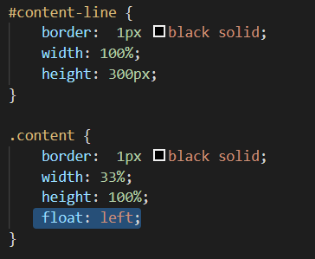 #content-line {
border:  1px black solid;
width: 100%;
height: 300px;
}
.content {
border:  1px black solid;
width: 33%;
height: 100%;
float: left;
}